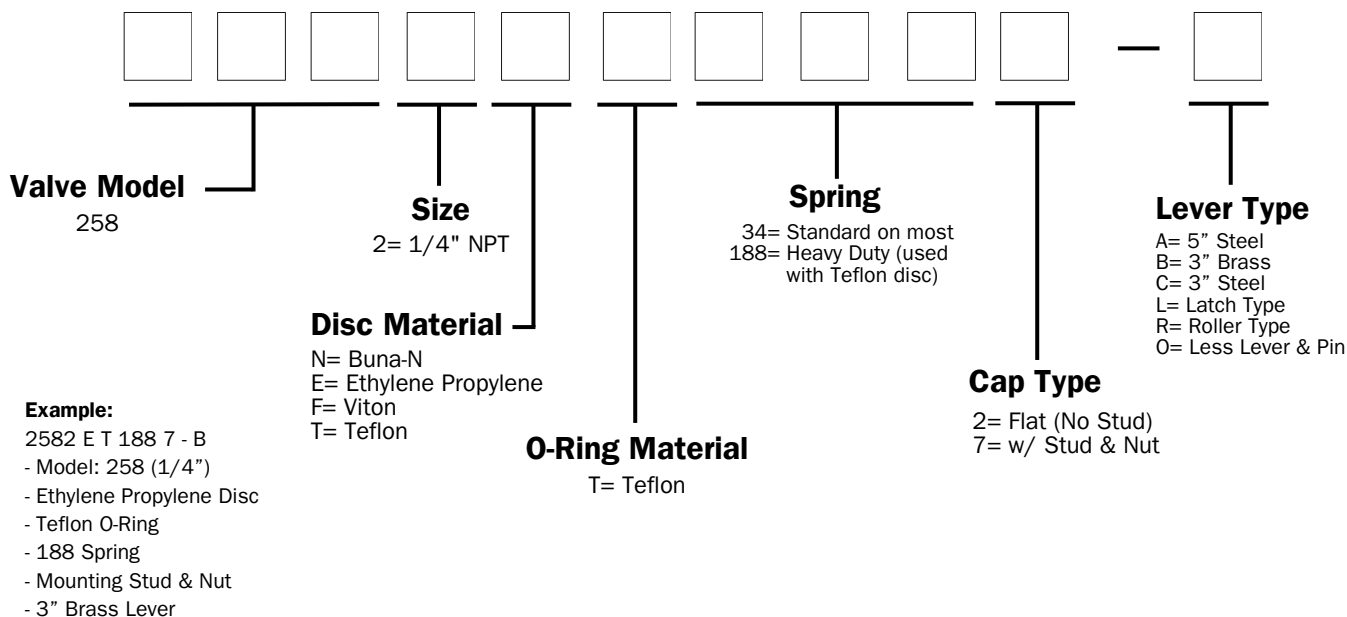 Valve Model
258
Size
2= 1/4" NPT
Disc Material
N= Buna-N
E= Ethylene Propylene
F= Viton
T= Teflon
O-Ring Material
T= Teflon
Spring
34= Standard on most
188= Heavy Duty (used
with Teflon disc)
Cap Type
2= Flat (No Stud)
7= w/ Stud & Nut
Lever Type
A= 5” Steel
B= 3” Brass
C= 3” Steel
L= Latch Type
R= Roller Type
O= Less Lever & Pin
Example:
2582 E T 188 7 - B
- Model: 258 (1/4”)
- Ethylene Propylene Disc
- Teflon O-Ring
- 188 Spring
- Mounting Stud & Nut
- 3” Brass Lever